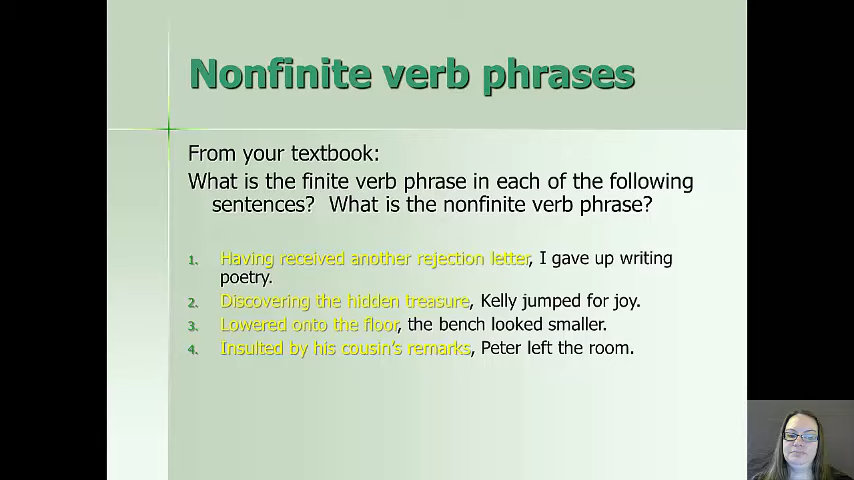 Nonfinite verb phrases
From your textbook:
What is the finite verb phrase in each of the following
sentences? What is the nonfinite verb phrase?
1. Having received another rejection letter, I gave up writing
poetry.
2. Discovering the hidden treasure, Kelly jumped for joy.
3. Lowered onto the floor, the bench looked smaller.
4. Insulted by his cousin's remarks, Peter left the room.